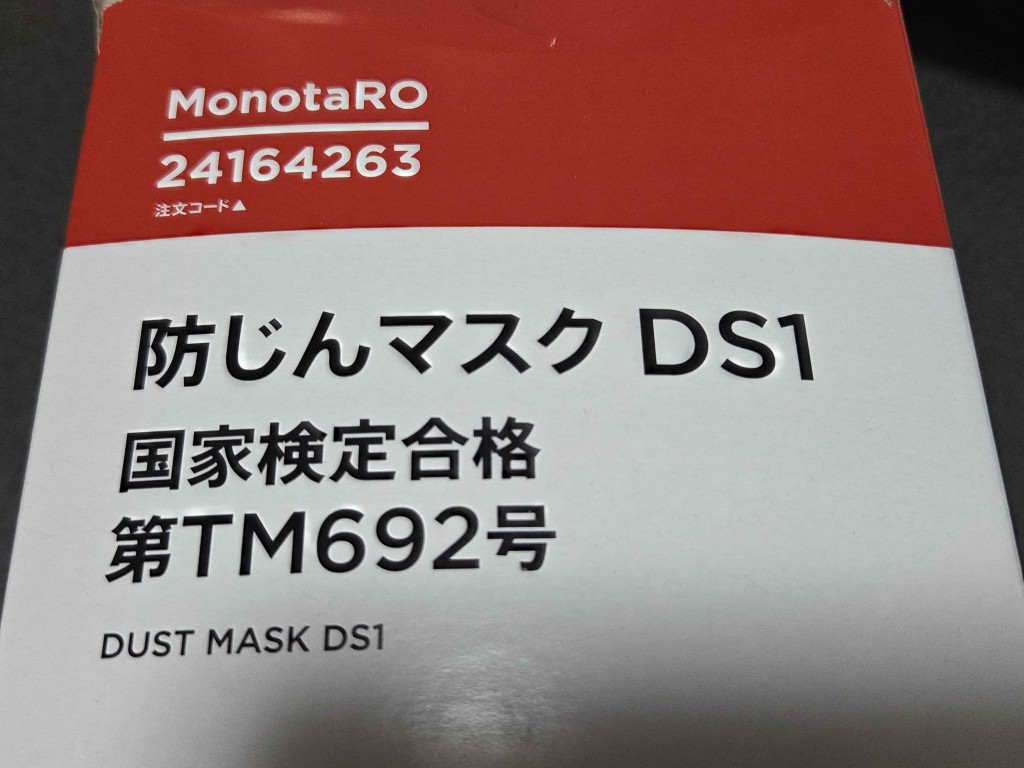 MonotaRO
24164263
注文コード▲
防じんマスク DS1
国家検定合格
第TM692号
DUST MASK DS1